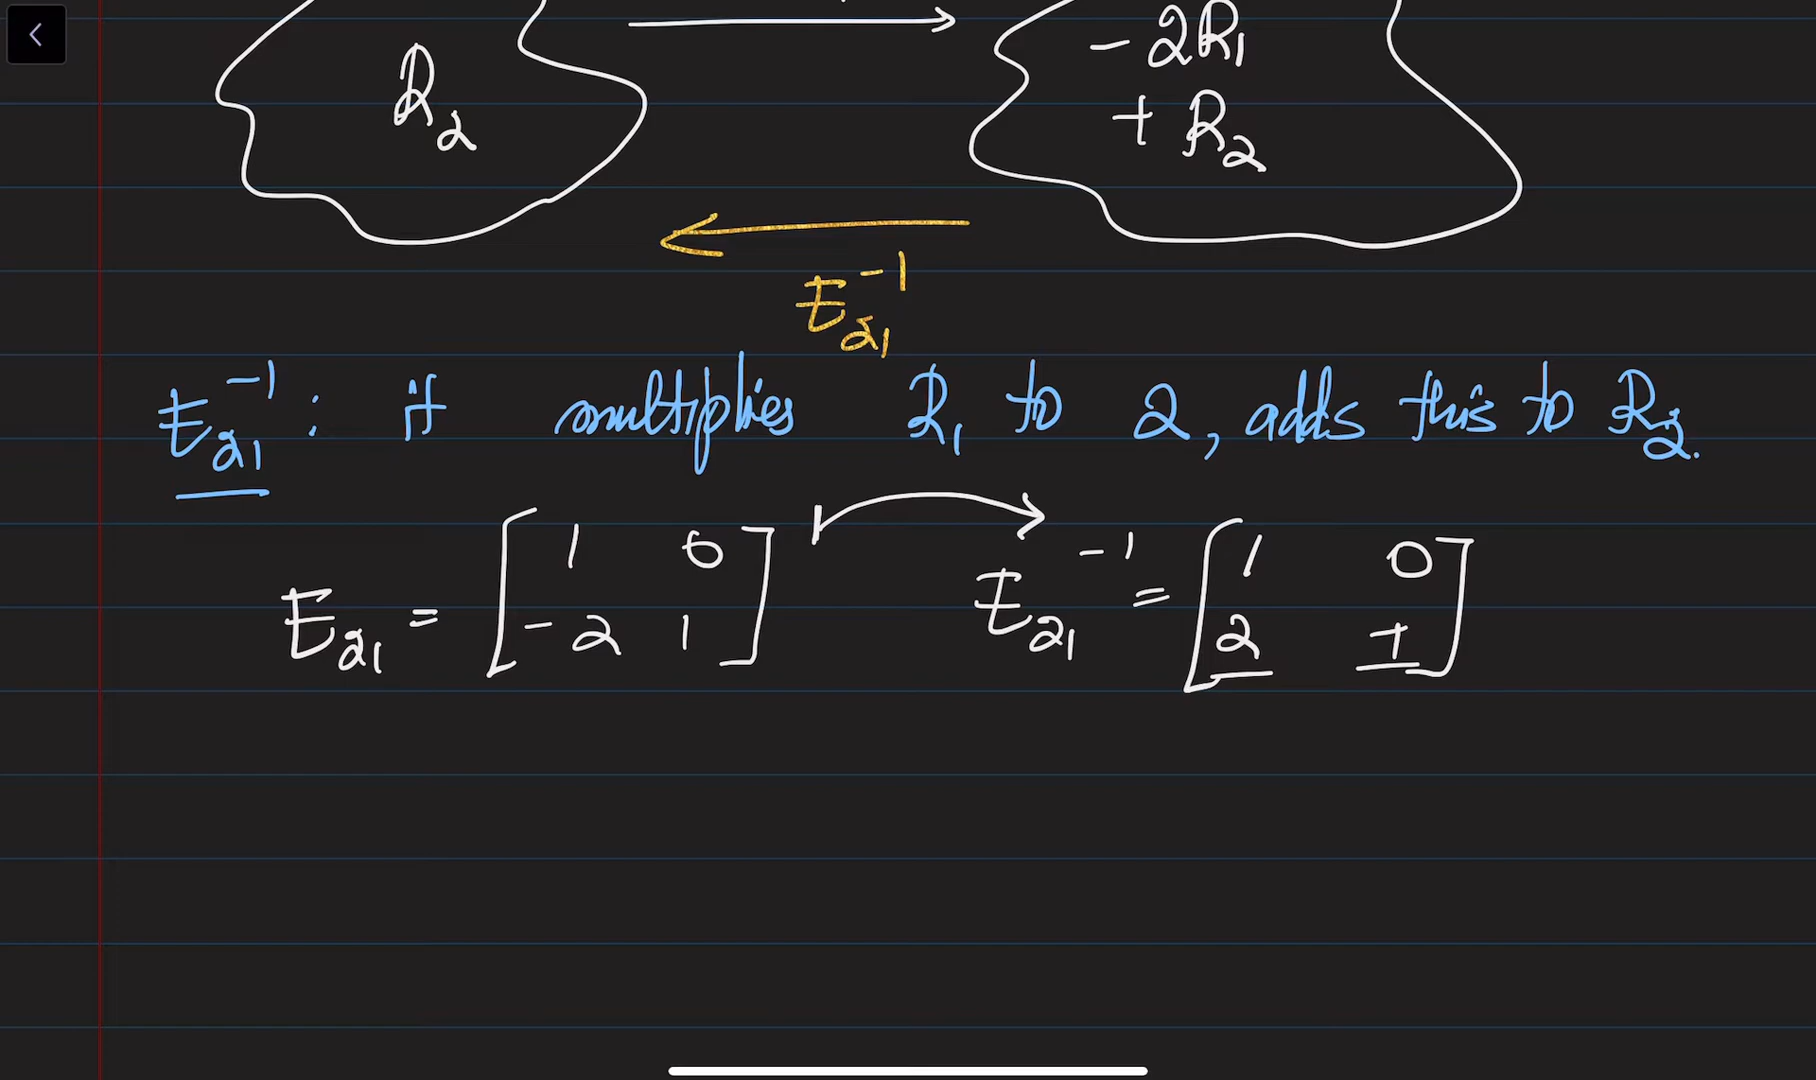 R₂ - 2R₁
+ R₂
E₂₁⁻¹
E₂₁⁻¹ : it multiplies R₁ to 2, adds this to R₂.
E₂₁ = [1 0; -2 1] E₂₁⁻¹ = [1 0; 2 1]